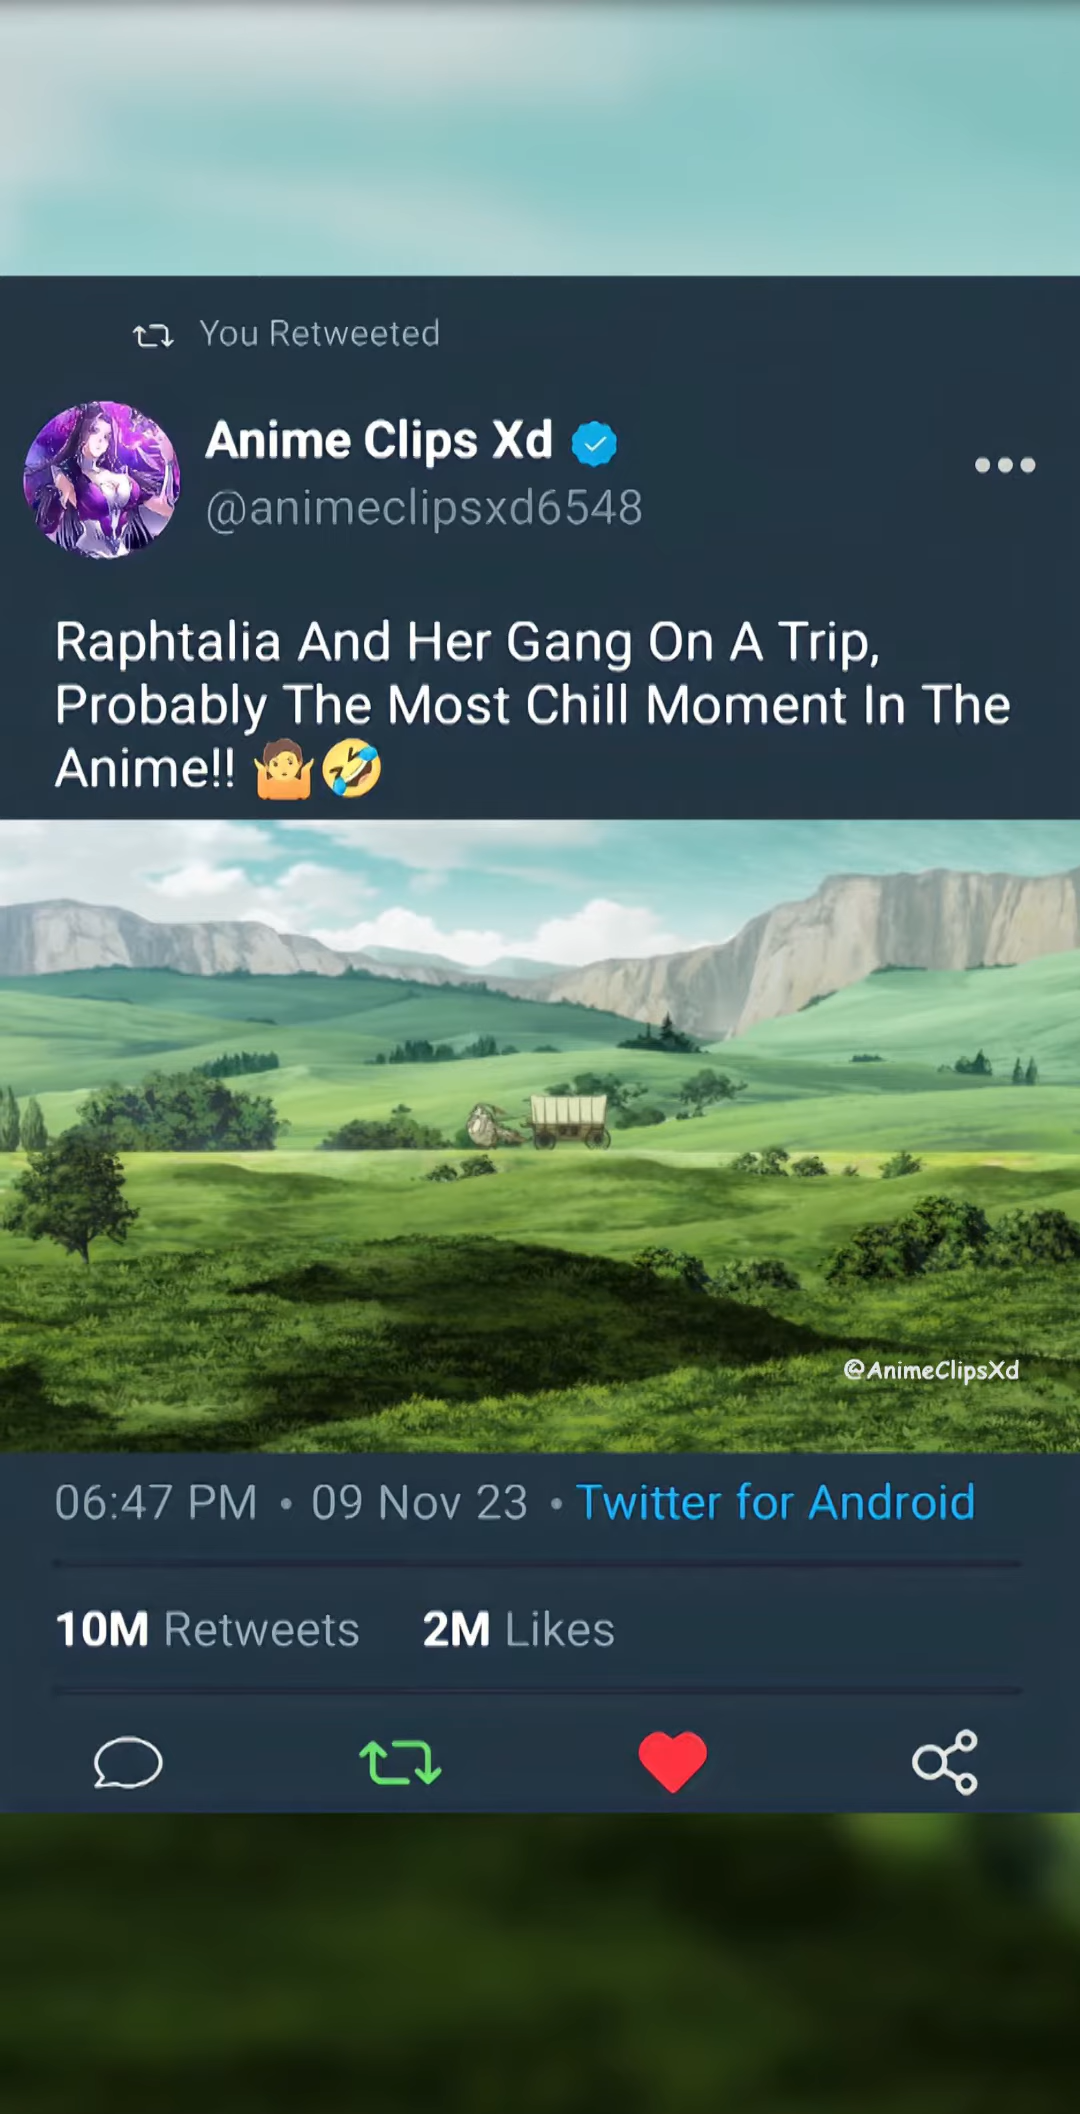 You Retweeted
Anime Clips Xd
@animeclipsxd6548
Raphtalia And Her Gang On A Trip,
Probably The Most Chill Moment In The
Anime!! 🤷🤣
@AnimeClipsXd
06:47 PM • 09 Nov 23 • Twitter for Android
10M Retweets 2M Likes